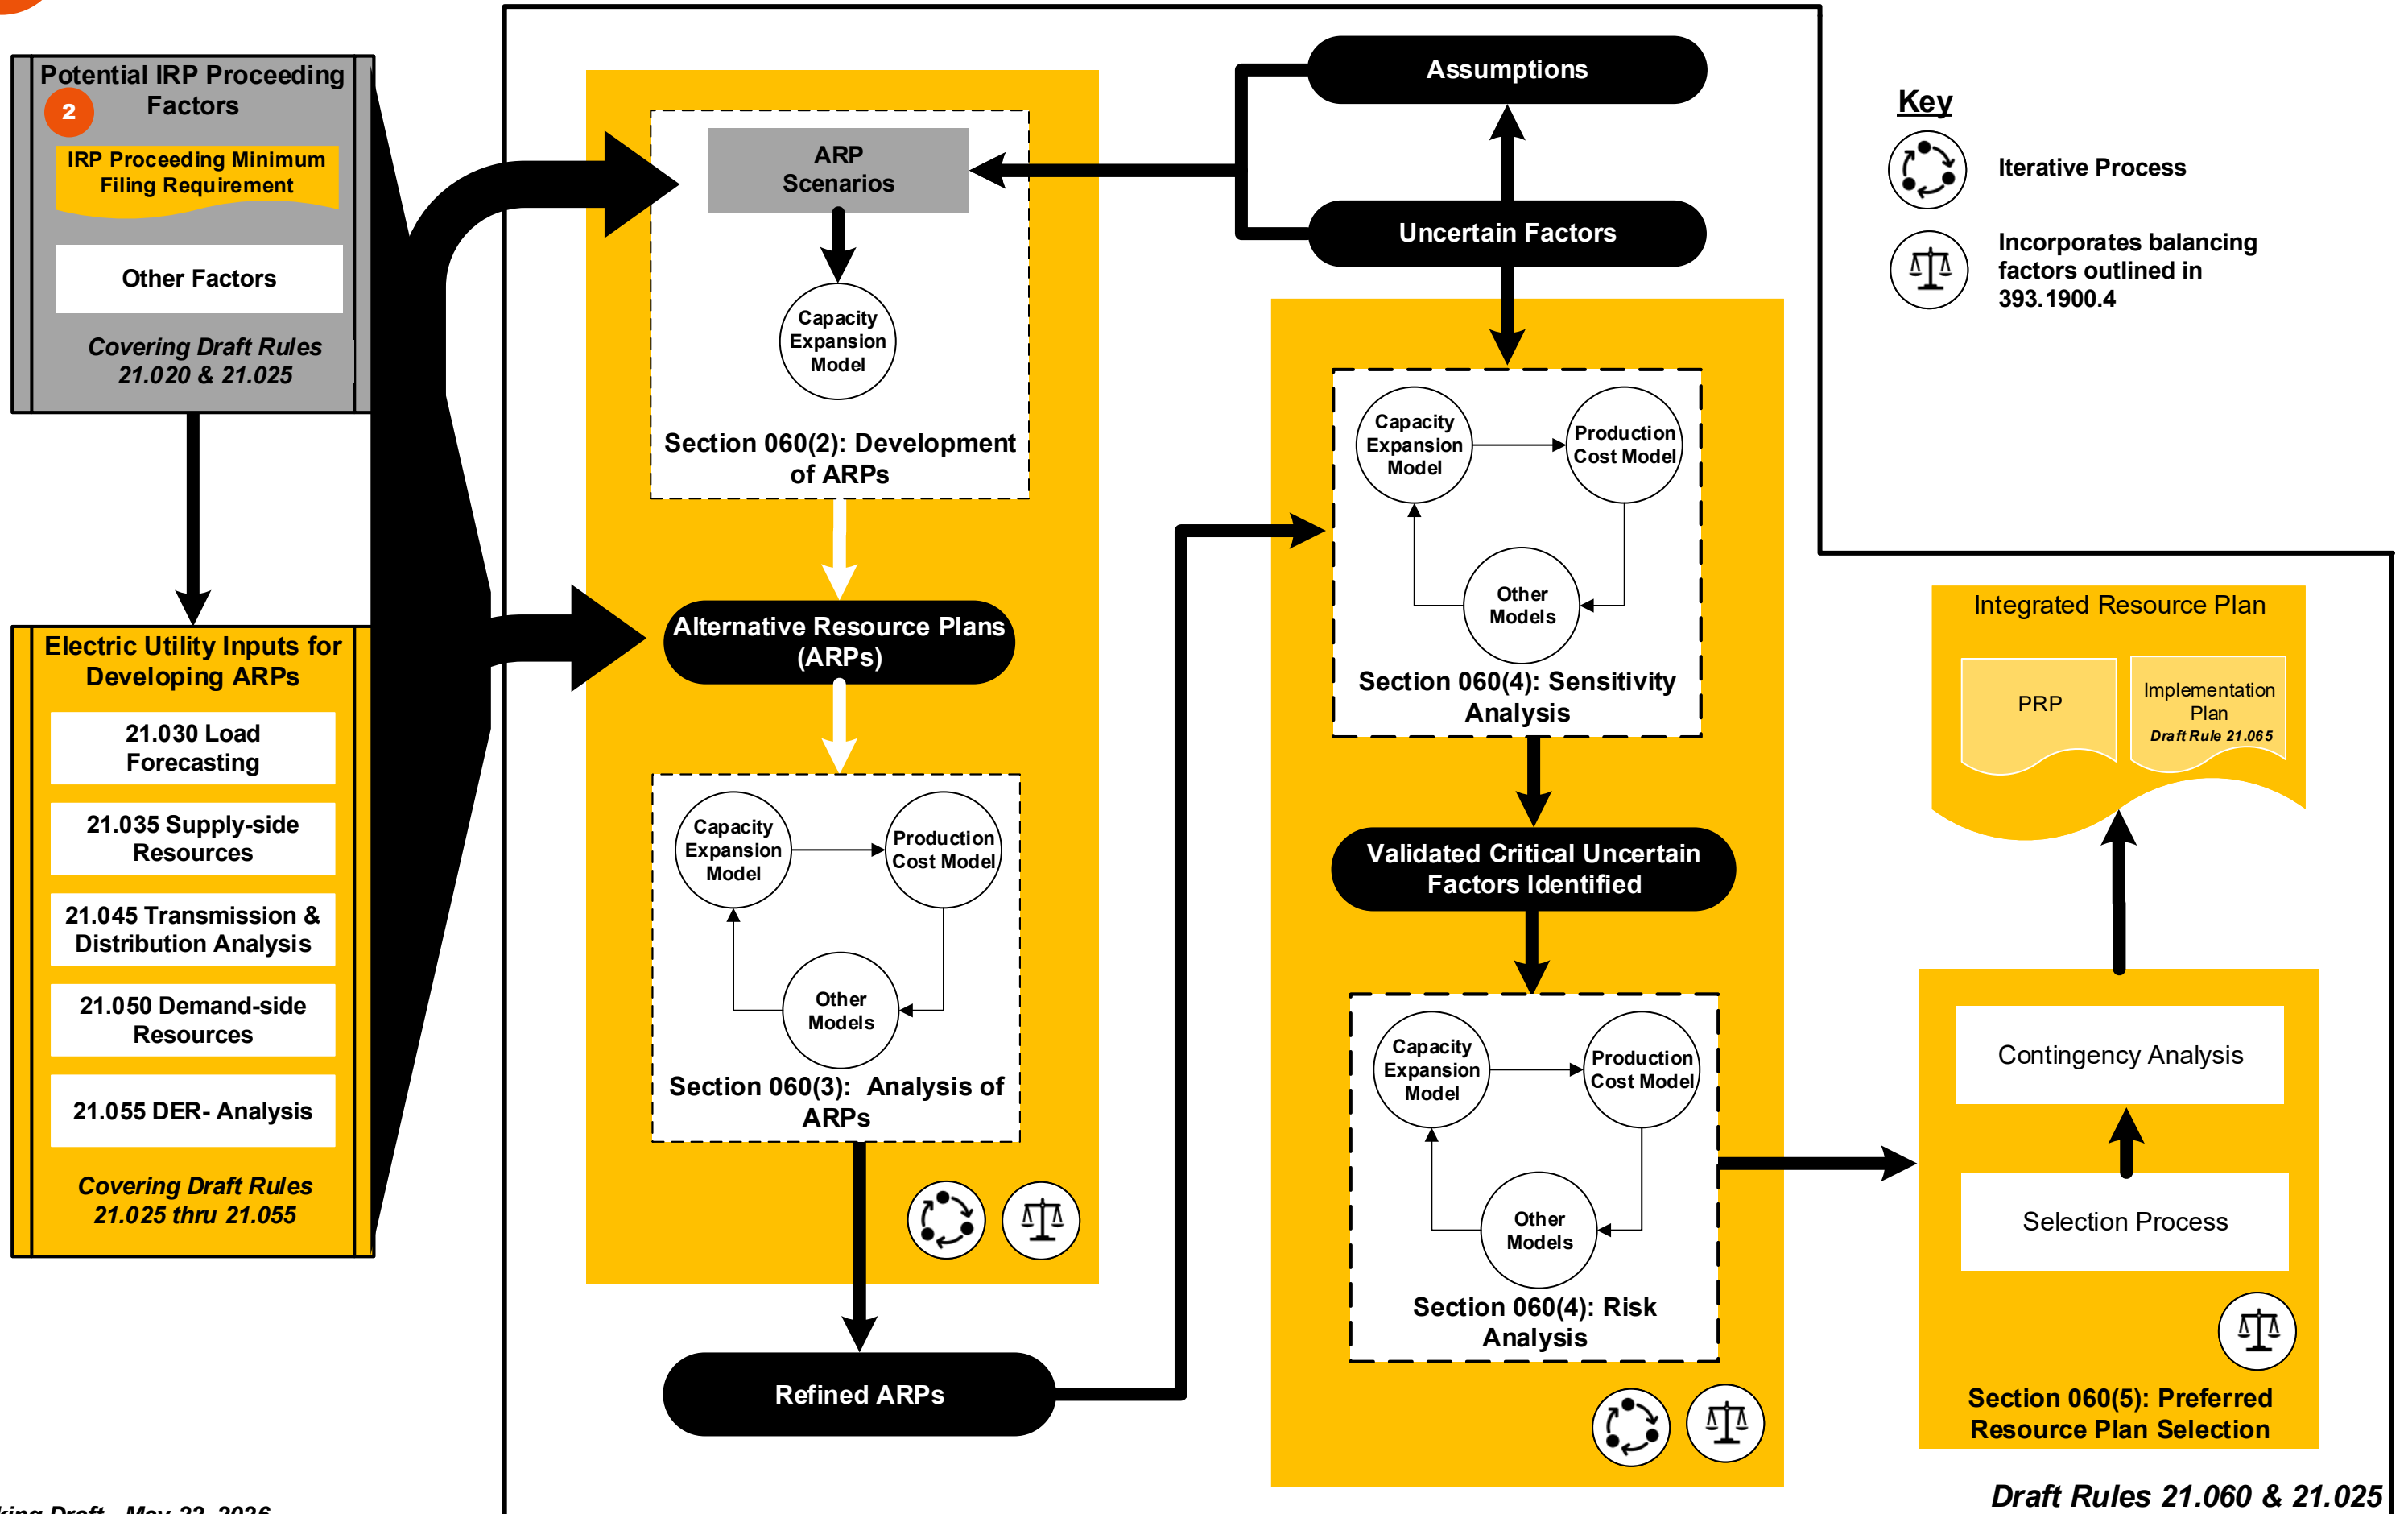 Potential IRP Proceeding
Factors
2
IRP Proceeding Minimum
Filing Requirement
Other Factors
Covering Draft Rules
21.020 & 21.025
Electric Utility Inputs for
Developing ARPs
21.030 Load
Forecasting
21.035 Supply-side
Resources
21.045 Transmission &
Distribution Analysis
21.050 Demand-side
Resources
21.055 DER- Analysis
Covering Draft Rules
21.025 thru 21.055
ARP
Scenarios
Capacity
Expansion
Model
Section 060(2): Development
of ARPs
Alternative Resource Plans
(ARPs)
Capacity
Expansion
Model
Production
Cost Model
Other
Models
Section 060(3):  Analysis of
ARPs
Refined ARPs
Assumptions
Uncertain Factors
Capacity
Expansion
Model
Production
Cost Model
Other
Models
Section 060(4): Sensitivity
Analysis
Validated Critical Uncertain
Factors Identified
Capacity
Expansion
Model
Production
Cost Model
Other
Models
Section 060(4): Risk
Analysis
Key
Iterative Process
Incorporates balancing
factors outlined in
393.1900.4
Integrated Resource Plan
PRP
Implementation
Plan
Draft Rule 21.065
Contingency Analysis
Selection Process
Section 060(5): Preferred
Resource Plan Selection
Draft Rules 21.060 & 21.025
Draft - May 22, 2026